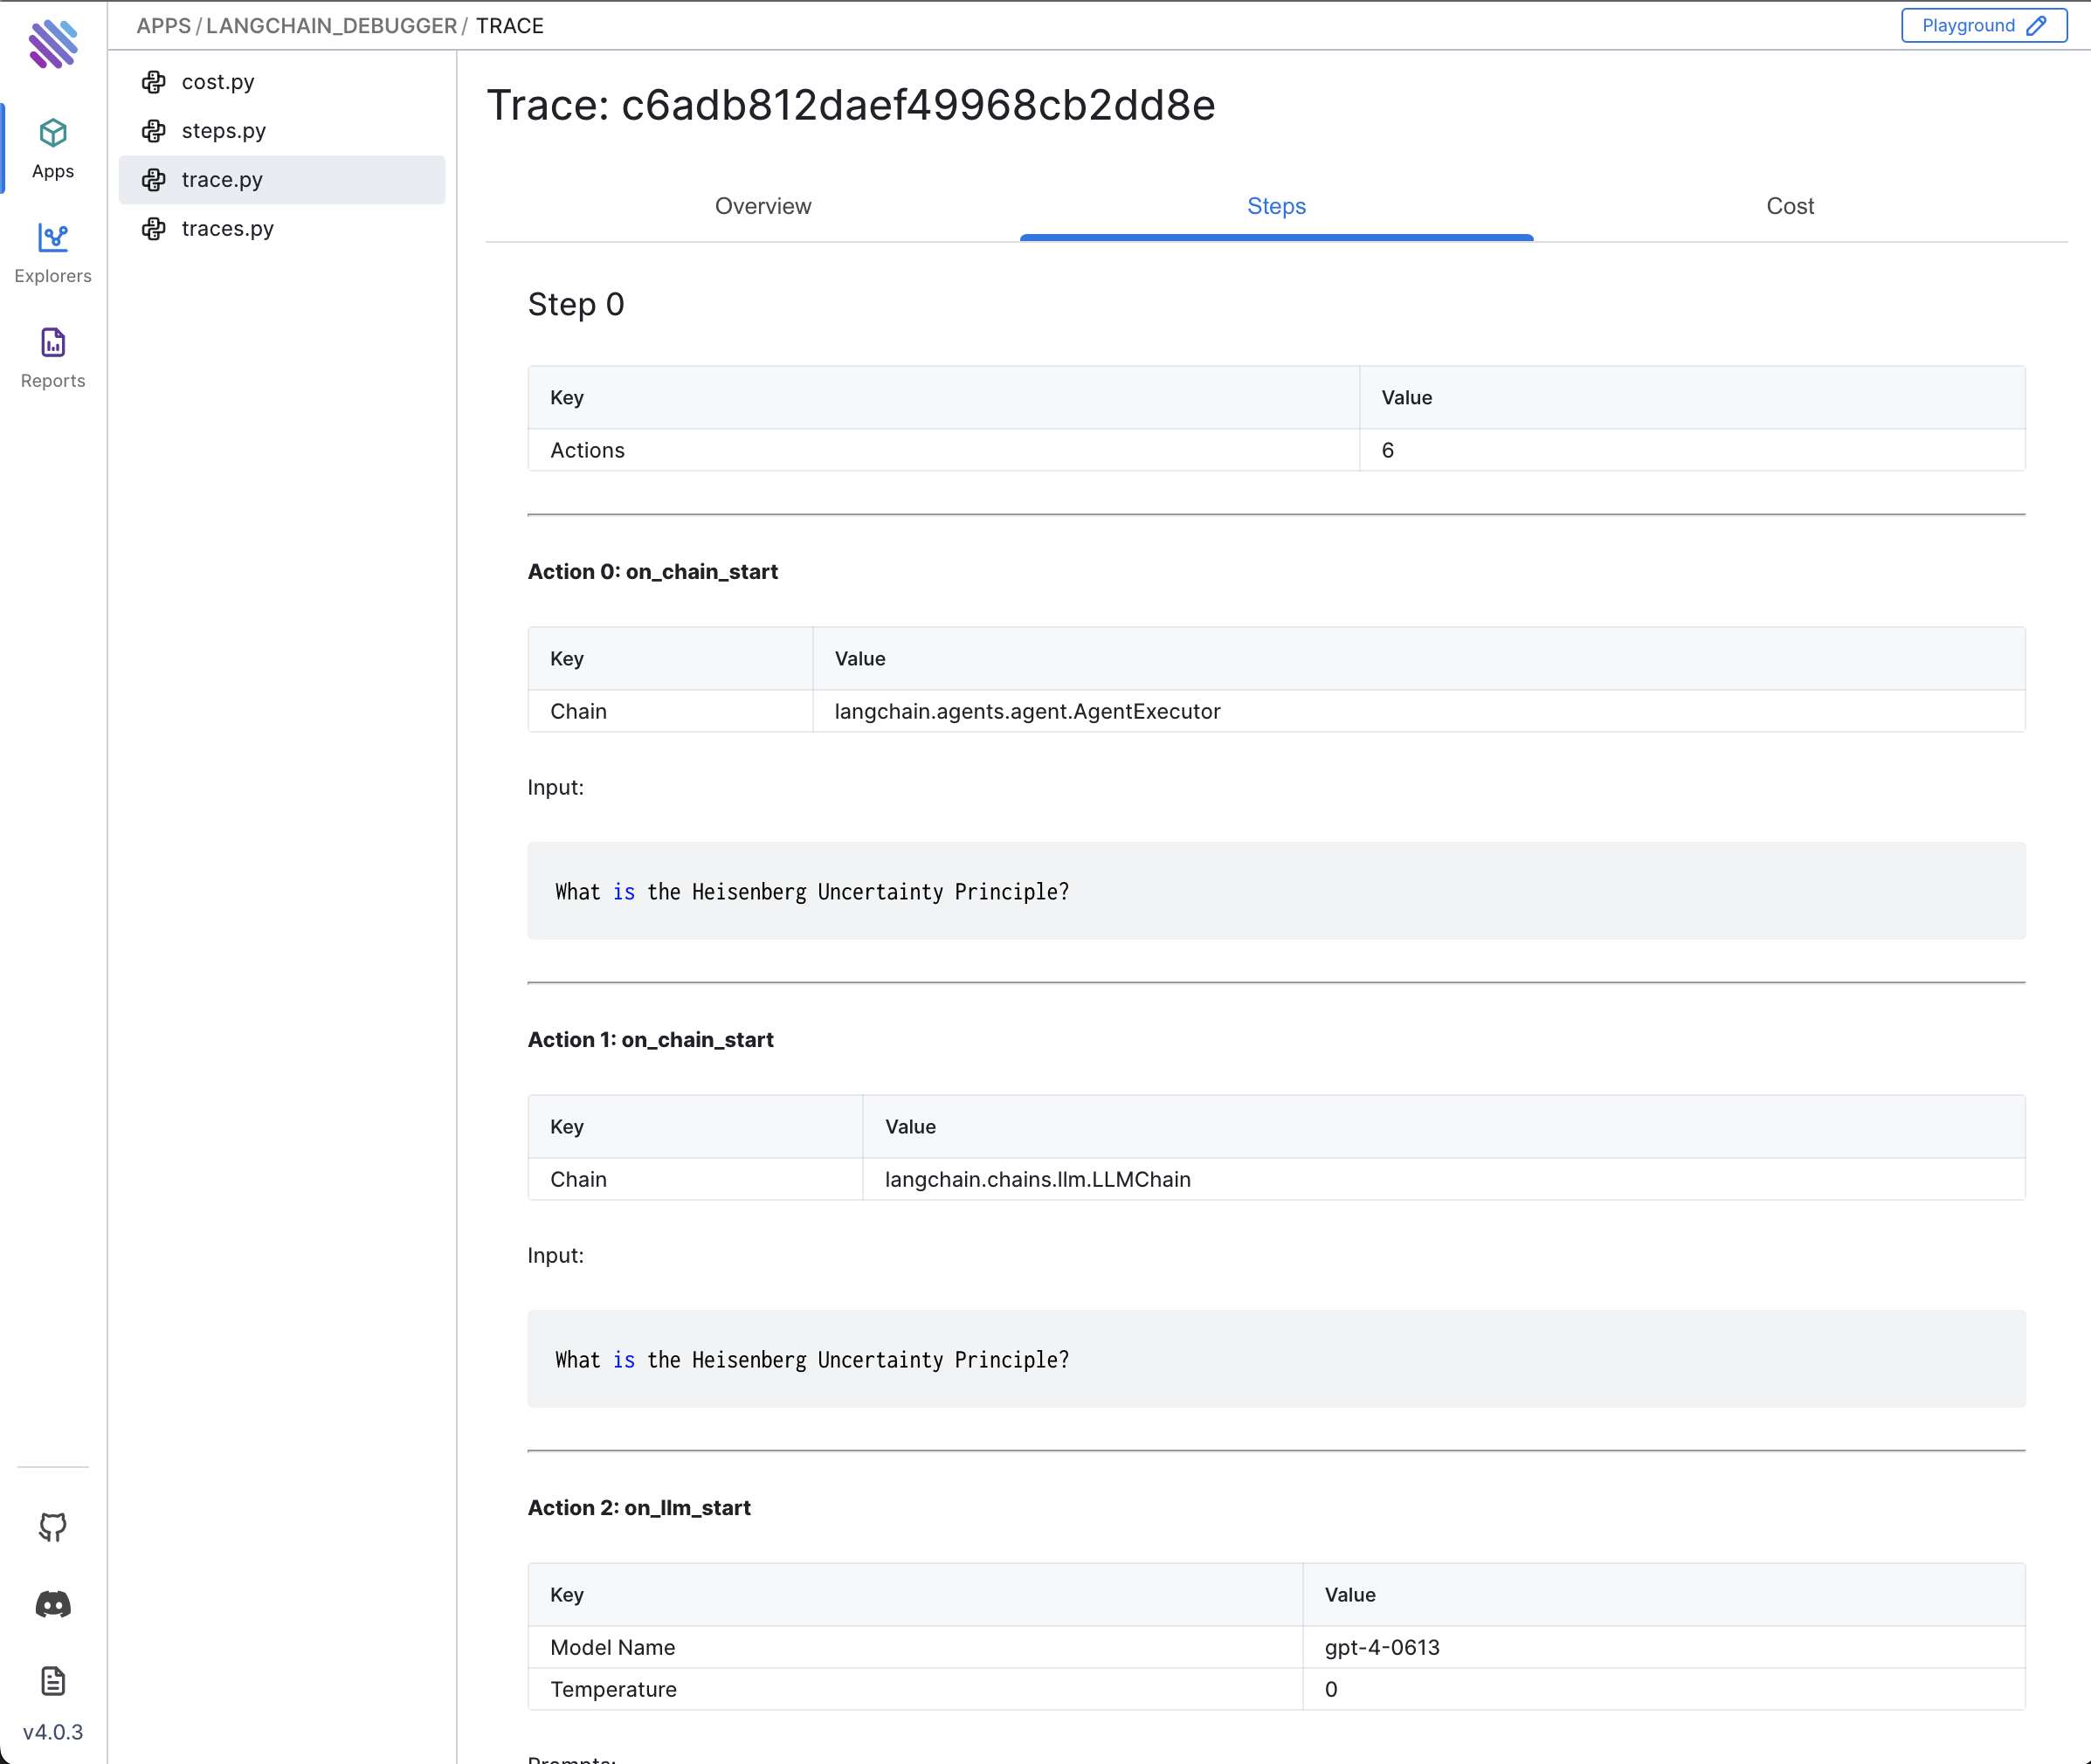 APPS / LANGCHAIN_DEBUGGER / TRACE
Playground
Apps
Explorers
Reports
v4.0.3
cost.py
steps.py
trace.py
traces.py
Trace: c6adb812daef49968cb2dd8e
Overview Steps Cost
Step 0
Key Value
Actions 6
Action 0: on_chain_start
Key Value
Chain langchain.agents.agent.AgentExecutor
Input:
What is the Heisenberg Uncertainty Principle?
Action 1: on_chain_start
Key Value
Chain langchain.chains.llm.LLMChain
Input:
What is the Heisenberg Uncertainty Principle?
Action 2: on_llm_start
Key Value
Model Name gpt-4-0613
Temperature 0
Prompts: